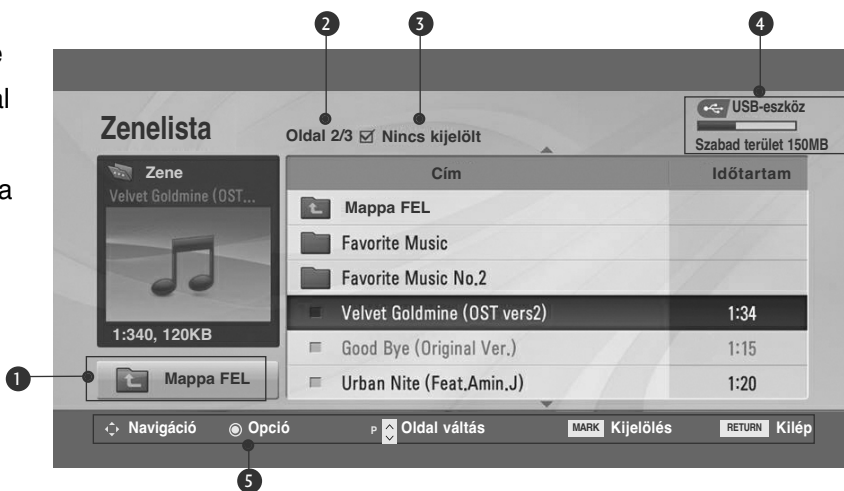 2
3
4
e
al
a
USB-eszköz
Szabad terület 150MB
Zenelista
Oldal 2/3 Nincs kijelölt
Zene
Velvet Goldmine (OST...
1:340, 120KB
Cím Időtartam
Mappa FEL
Favorite Music
Favorite Music No.2
Velvet Goldmine (OST vers2) 1:34
Good Bye (Original Ver.) 1:15
Urban Nite (Feat.Amin.J) 1:20
1
Mappa FEL
Navigáció Opció P Oldal váltás MARK Kijelölés RETURN Kilép
5